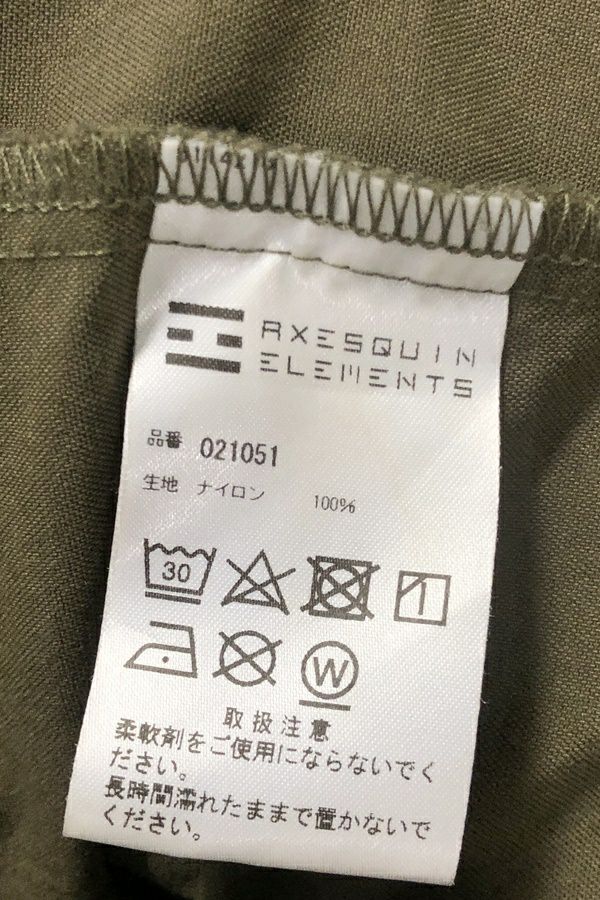 AXESQUIN
ELEMENTS
品番 021051
生地 ナイロン 100%
30
W
取扱注意
柔軟剤をご使用にならないでく
ださい。
長時間濡れたままで置かないで
ください。